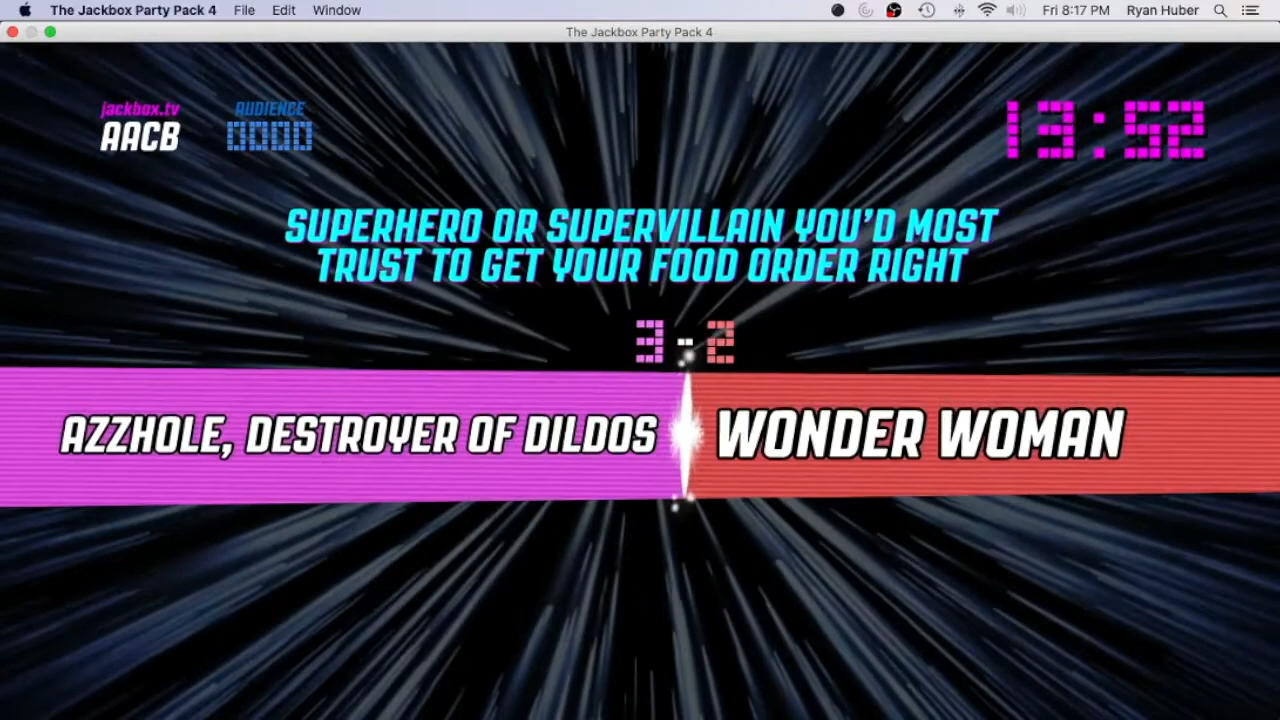 The Jackbox Party Pack 4 File Edit Window Fri 8:17 PM Ryan Huber
The Jackbox Party Pack 4
jackbox.tv AUDIENCE
AACB 0000 13:52
SUPERHERO OR SUPERVILLAIN YOU'D MOST
TRUST TO GET YOUR FOOD ORDER RIGHT
3-2
AZZHOLE, DESTROYER OF DILDOS WONDER WOMAN